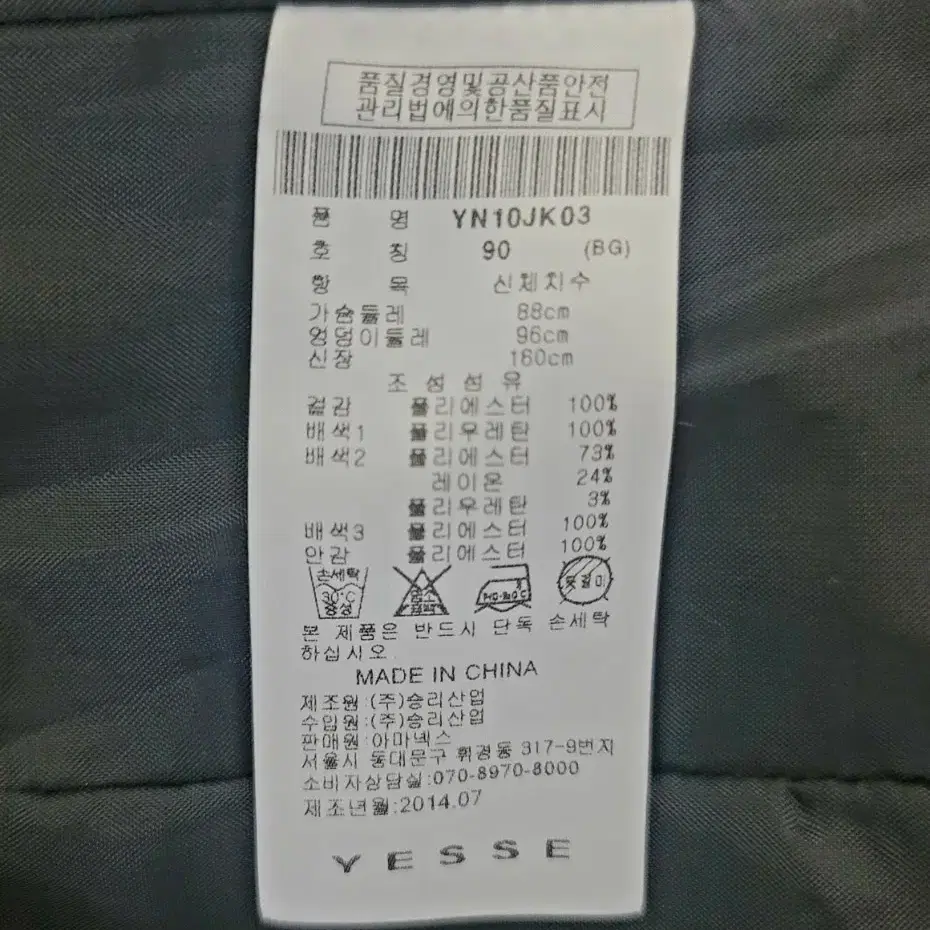 품질경영및공산품안전
관리법에의한품질표시
품 명 YN10JK03
호 칭 90 (BG)
항 목 신체치수
가슴둘레 88cm
엉덩이둘레 96cm
신장 160cm
조성섬유
겉감 폴리에스터 100%
배색1 폴리우레탄 100%
배색2 폴리에스터 73%
레이온 24%
폴리우레탄 3%
배색3 폴리에스터 100%
안감 폴리에스터 100%
손세탁
30°C
중성
본 제품은 반드시 단독 손세탁
하십시오.
MADE IN CHINA
제조원:(주)승리산업
수입원:(주)승리산업
판매원:아마넥스
서울시 동대문구 휘경동 317-9번지
소비자상담실:070-8970-8000
제조년월:2014.07
YESSE